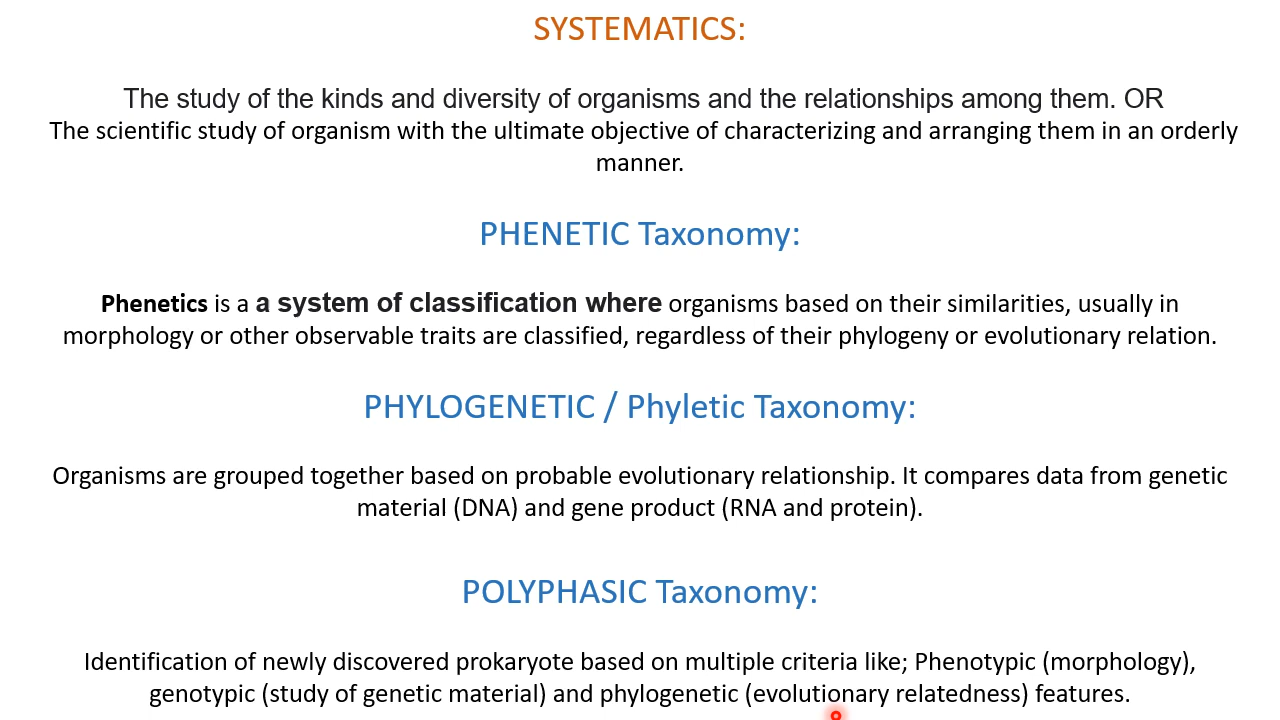 SYSTEMATICS:
The study of the kinds and diversity of organisms and the relationships among them. OR
The scientific study of organism with the ultimate objective of characterizing and arranging them in an orderly
manner.
PHENETIC Taxonomy:
Phenetics is a a system of classification where organisms based on their similarities, usually in
morphology or other observable traits are classified, regardless of their phylogeny or evolutionary relation.
PHYLOGENETIC / Phyletic Taxonomy:
Organisms are grouped together based on probable evolutionary relationship. It compares data from genetic
material (DNA) and gene product (RNA and protein).
POLYPHASIC Taxonomy:
Identification of newly discovered prokaryote based on multiple criteria like; Phenotypic (morphology),
genotypic (study of genetic material) and phylogenetic (evolutionary relatedness) features.